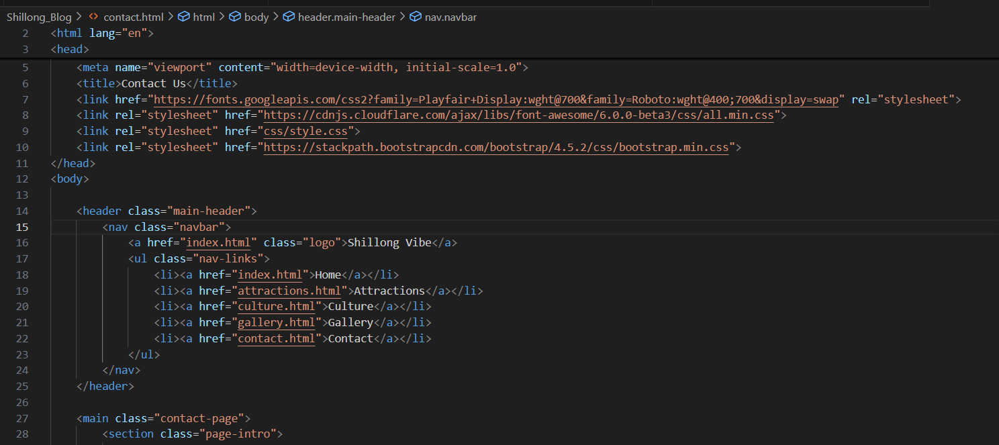 Shillong_Blog > <> contact.html > html > body > header.main-header > nav.navbar
2 <html lang="en">
3 <head>
5 <meta name="viewport" content="width=device-width, initial-scale=1.0">
6 <title>Contact Us</title>
7 <link href="https://fonts.googleapis.com/css2?family=Playfair+Display:wght@700&family=Roboto:wght@400;700&display=swap" rel="stylesheet">
8 <link rel="stylesheet" href="https://cdnjs.cloudflare.com/ajax/libs/font-awesome/6.0.0-beta3/css/all.min.css">
9 <link rel="stylesheet" href="css/style.css">
10 <link rel="stylesheet" href="https://stackpath.bootstrapcdn.com/bootstrap/4.5.2/css/bootstrap.min.css">
11 </head>
12 <body>
13
14 <header class="main-header">
15 <nav class="navbar">
16 <a href="index.html" class="logo">Shillong Vibe</a>
17 <ul class="nav-links">
18 <li><a href="index.html">Home</a></li>
19 <li><a href="attractions.html">Attractions</a></li>
20 <li><a href="culture.html">Culture</a></li>
21 <li><a href="gallery.html">Gallery</a></li>
22 <li><a href="contact.html">Contact</a></li>
23 </ul>
24 </nav>
25 </header>
26
27 <main class="contact-page">
28 <section class="page-intro">